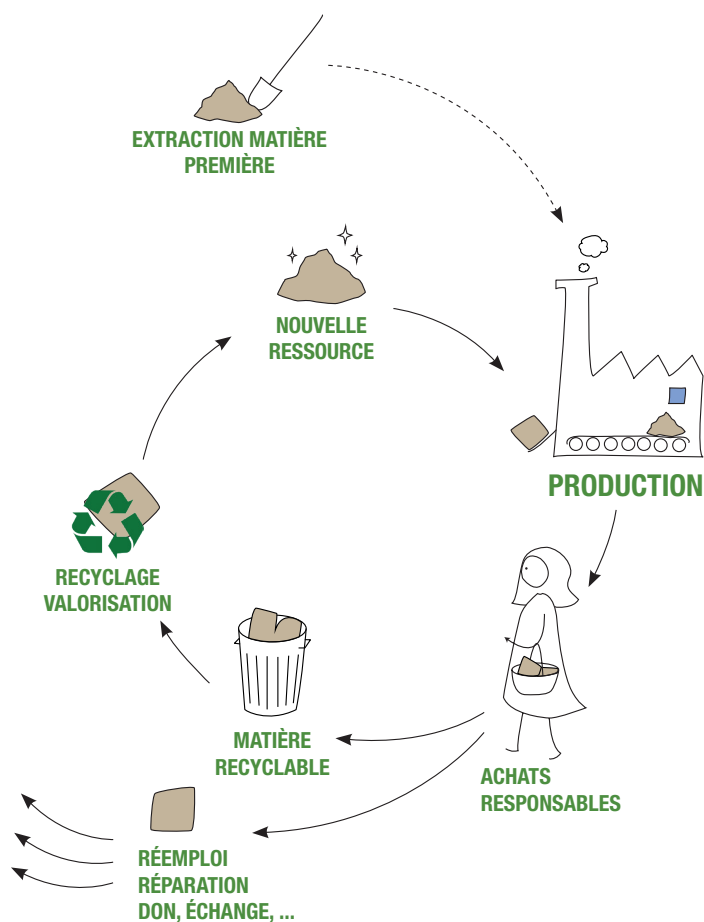 EXTRACTION MATIÈRE
PREMIÈRE
NOUVELLE
RESSOURCE
PRODUCTION
RECYCLAGE
VALORISATION
MATIÈRE
RECYCLABLE
ACHATS
RESPONSABLES
RÉEMPLOI
RÉPARATION
DON, ÉCHANGE, ...